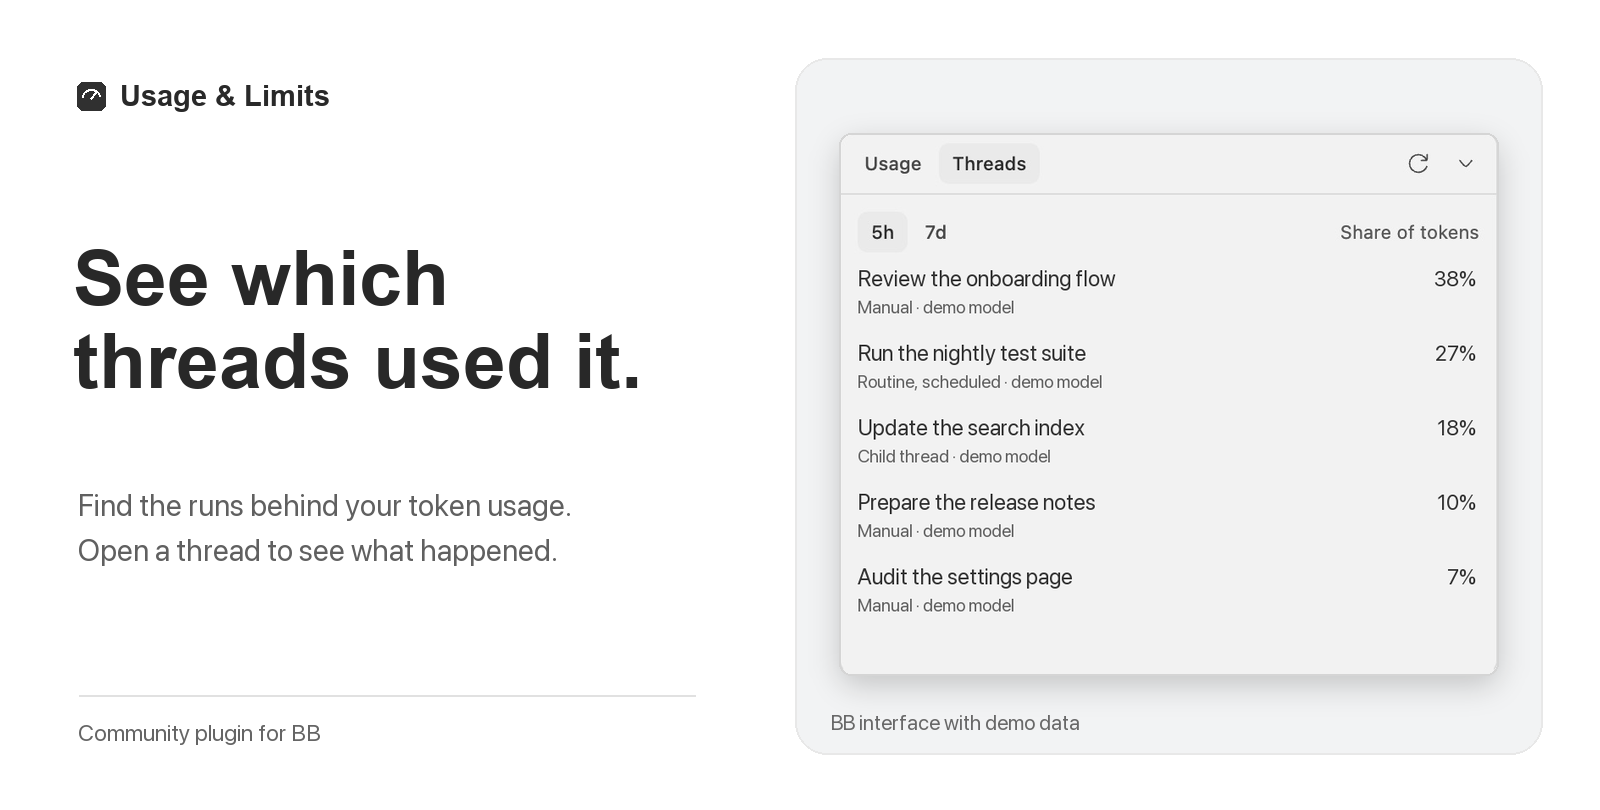 Usage & Limits
See which
threads used it.
Find the runs behind your token usage.
Open a thread to see what happened.
Community plugin for BB
Usage Threads
5h 7d Share of tokens
Review the onboarding flow 38%
Manual · demo model
Run the nightly test suite 27%
Routine, scheduled · demo model
Update the search index 18%
Child thread · demo model
Prepare the release notes 10%
Manual · demo model
Audit the settings page 7%
Manual · demo model
BB interface with demo data